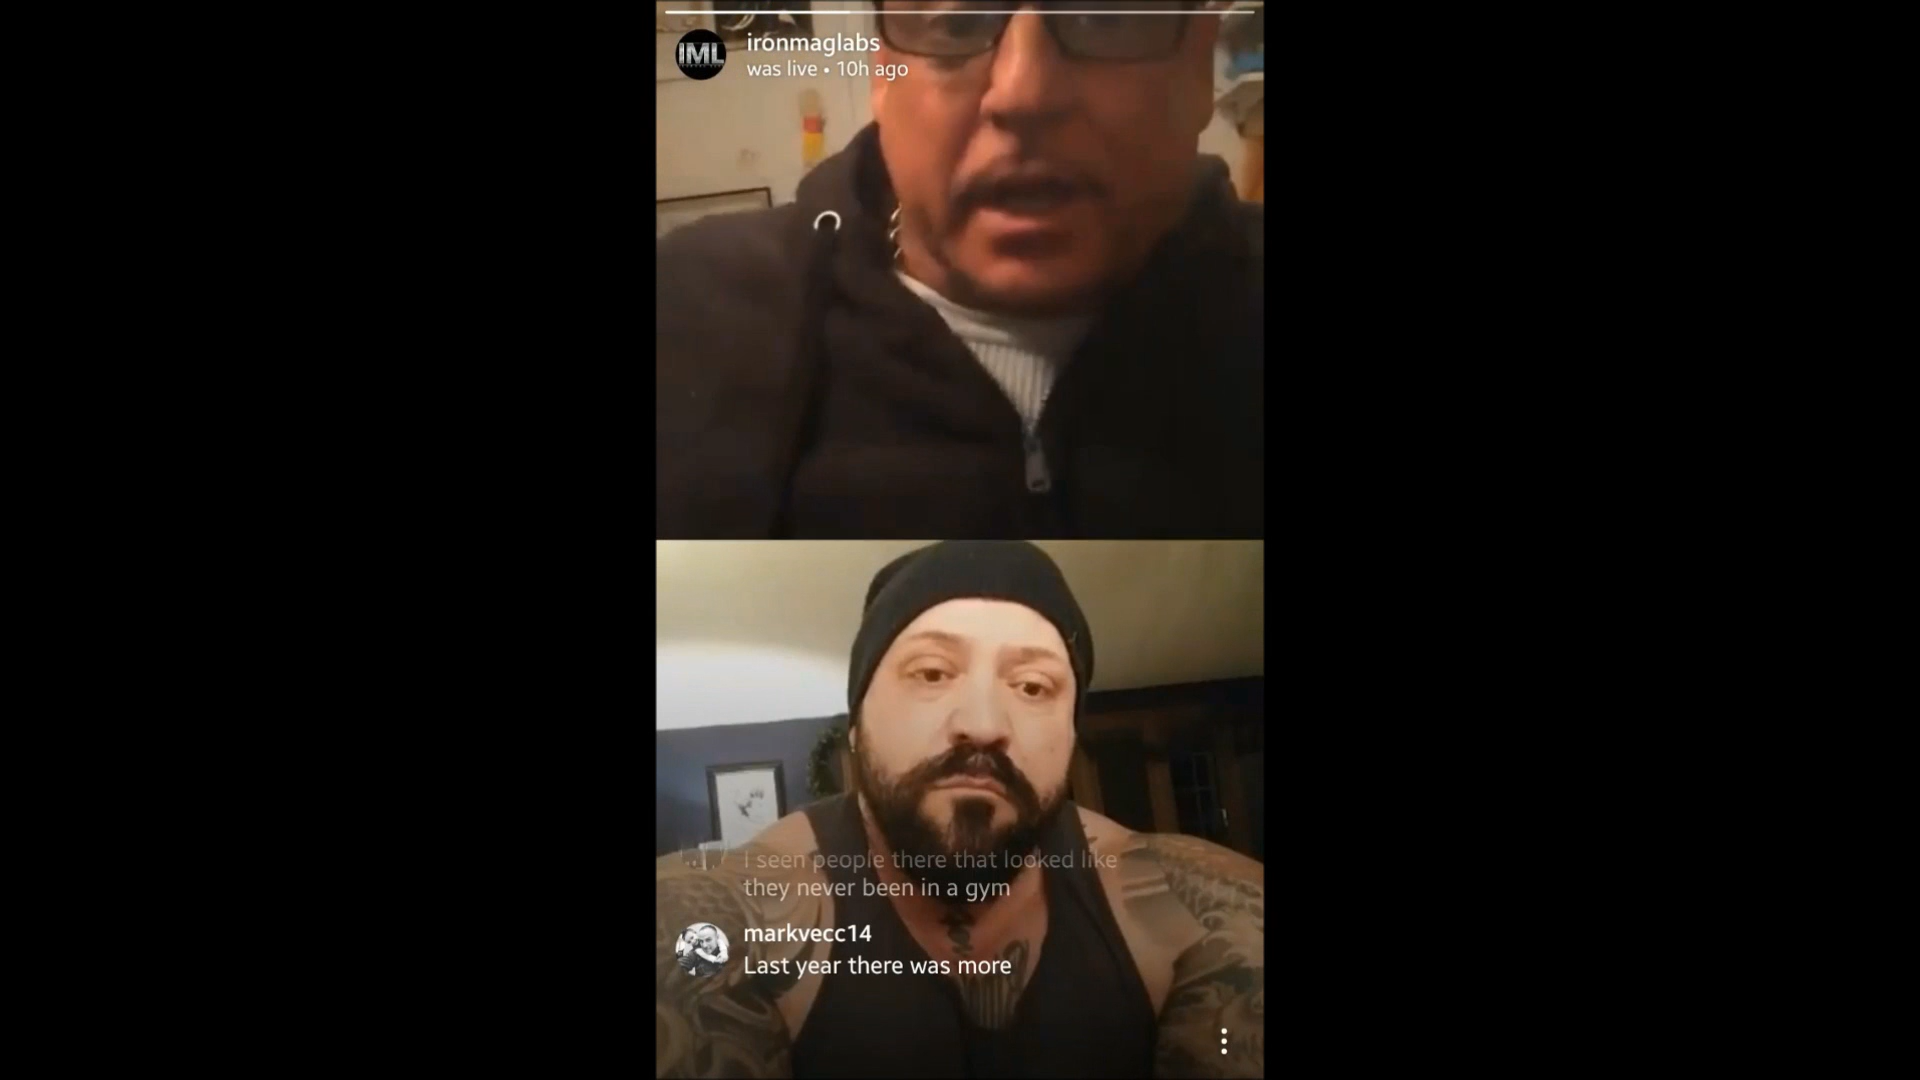 IML
ironmaglabs
was live • 10h ago
I seen people there that looked like
they never been in a gym
markvecc14
Last year there was more